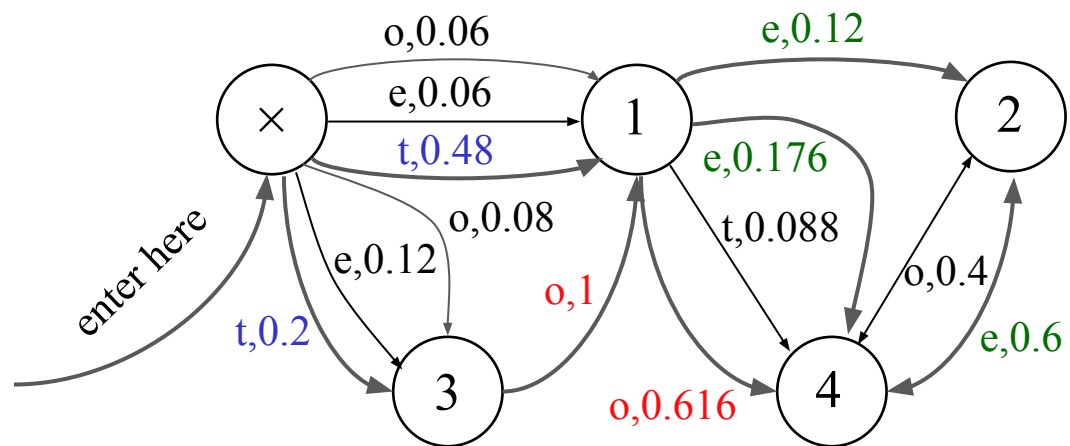 o,0.06
e,0.12
×
e,0.06
1
2
t,0.48
e,0.176
enter here
o,0.08
t,0.088
e,0.12
o,0.4
t,0.2
o,1
e,0.6
3
4
o,0.616